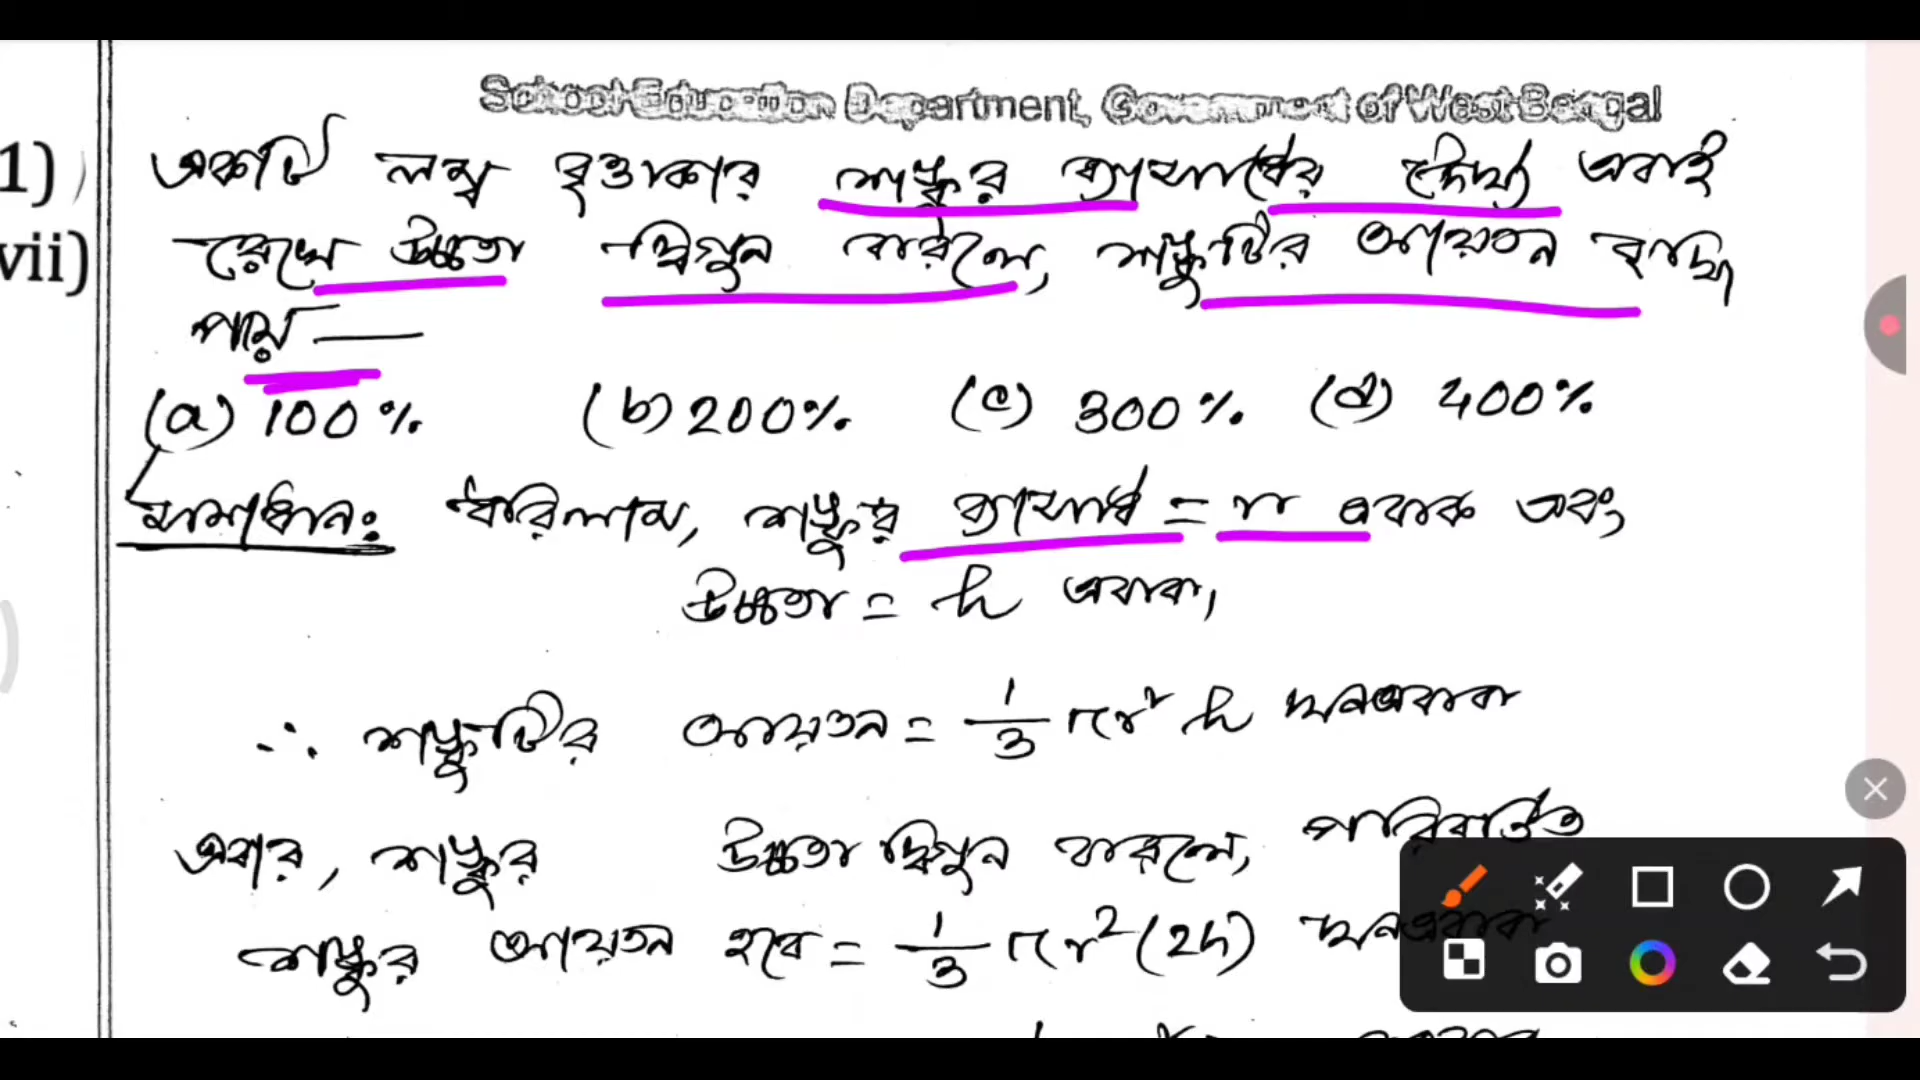 School Education Department, Government of West Bengal
1)
vii)
একটি লম্ব বৃত্তাকার শঙ্কুর ব্যাসার্ধের দৈর্ঘ্য একই
রেখে উচ্চতা দ্বিগুন করলে, শঙ্কুটির আয়তন বৃদ্ধি
পায় —
(a) 100% (b) 200% (c) 300% (d) 400%
সমাধান: ধরিলাম, শঙ্কুর ব্যাসার্ধ = r একক এবং,
উচ্চতা = h একক,
∴ শঙ্কুটির আয়তন = 1/3 πr² h ঘনএকক
এবার, শঙ্কুর উচ্চতা দ্বিগুন করলে, পরিবর্তিত
শঙ্কুর আয়তন হবে = 1/3 πr² (2h) ঘনএকক